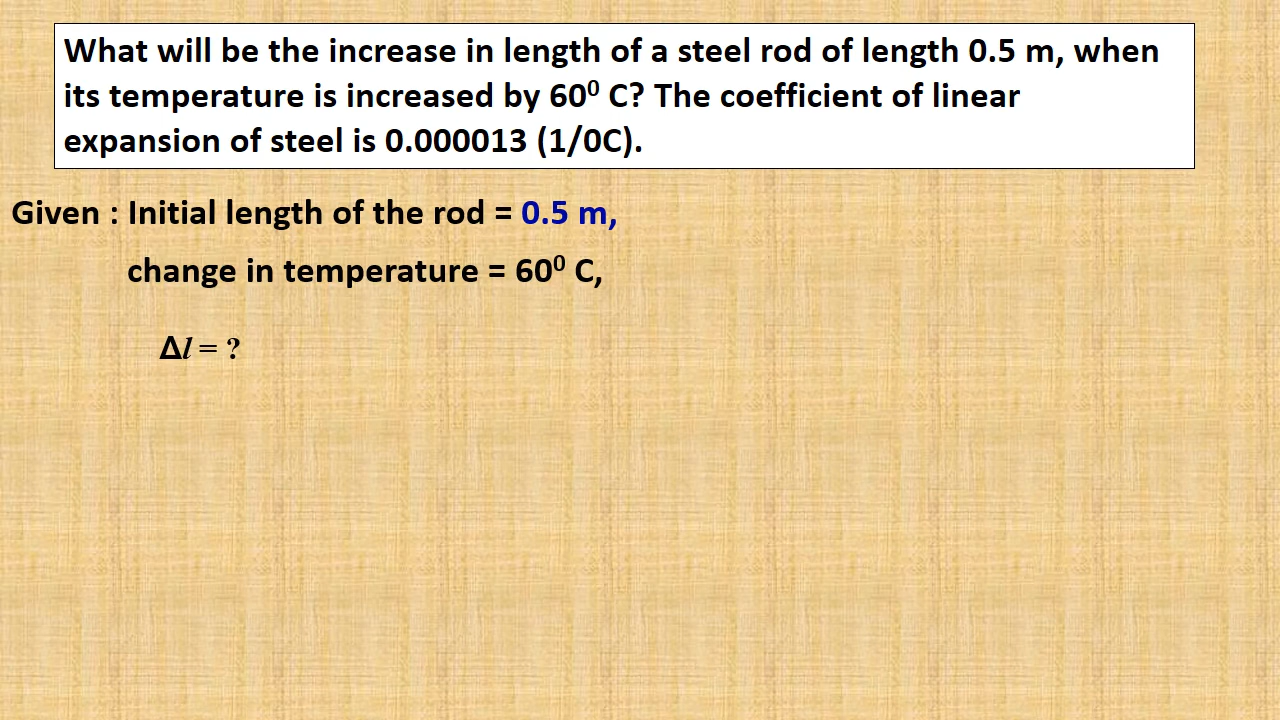 What will be the increase in length of a steel rod of length 0.5 m, when
its temperature is increased by 60⁰ C? The coefficient of linear
expansion of steel is 0.000013 (1/0C).
Given : Initial length of the rod = 0.5 m,
change in temperature = 60⁰ C,
Δl = ?